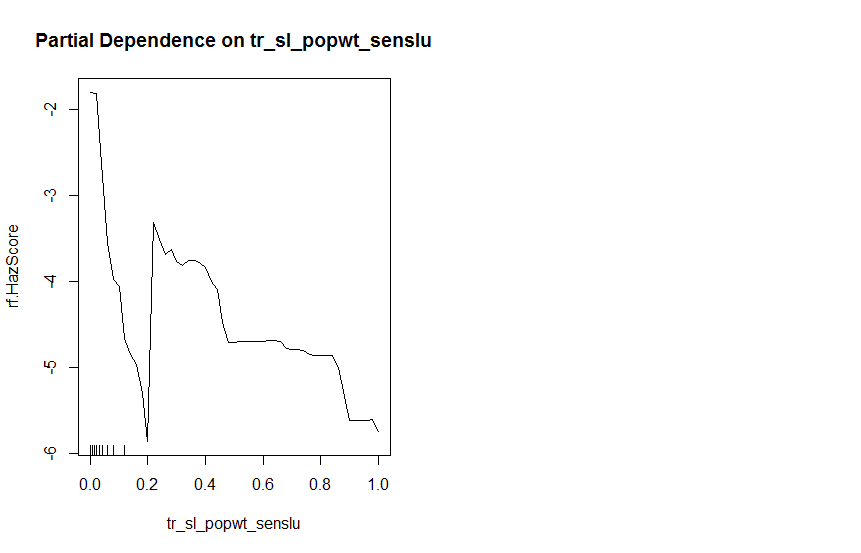 Partial Dependence on tr_sl_popwt_senslu
rf.HazScore
-2
-3
-4
-5
-6
0.0 0.2 0.4 0.6 0.8 1.0
tr_sl_popwt_senslu